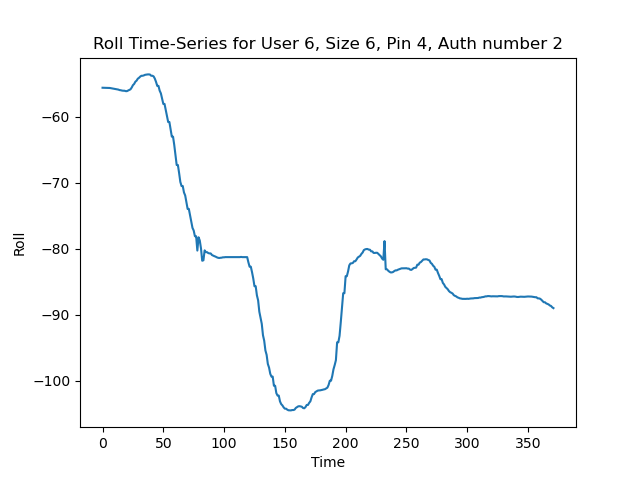 Roll Time-Series for User 6, Size 6, Pin 4, Auth number 2
−60
−70
−80
−90
−100
Roll
0 50 100 150 200 250 300 350
Time